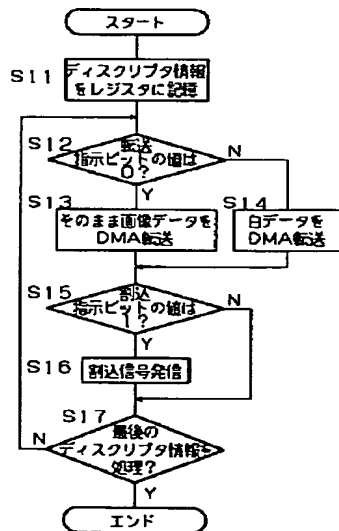 スタート
S11
ディスクリプタ情報
をレジスタに記憶
S12
転送
指示ビットの値は
0?
N
Y
S13
そのまま画像データを
DMA転送
S14
白データを
DMA転送
S15
割込
指示ビットの値は
1?
N
Y
S16
割込信号発信
S17
最後の
ディスクリプタ情報を
処理?
N
Y
エンド